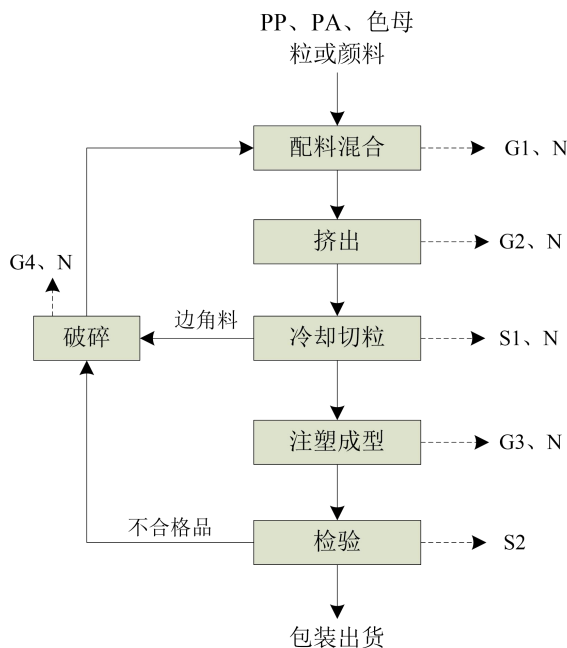 PP、PA、色母
粒或颜料
配料混合
G1、N
挤出
G2、N
G4、N
破碎
边角料
冷却切粒
S1、N
注塑成型
G3、N
不合格品
检验
S2
包装出货